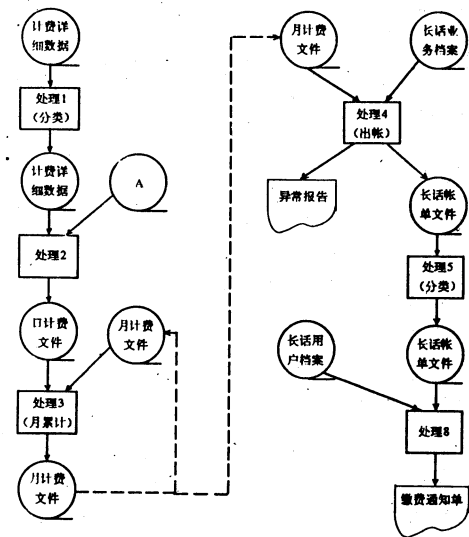 计费详
细数据
处理1
（分类）
计费详
细数据
A
处理2
口计费
文件
月计费
文件
处理3
（月累计）
月计费
文件
月计费
文件
长话业
务档案
处理4
（出帐）
异常报告
长话帐
单文件
处理5
（分类）
长话用
户档案
长话帐
单文件
处理8
缴费通知单